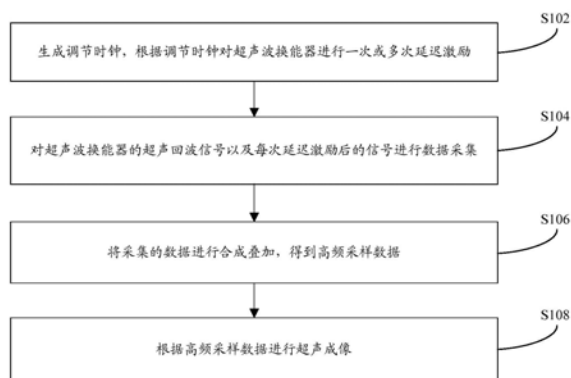 S102
生成调节时钟，根据调节时钟对超声波换能器进行一次或多次延迟激励
S104
对超声波换能器的超声回波信号以及每次延迟激励后的信号进行数据采集
S106
将采集的数据进行合成叠加，得到高频采样数据
S108
根据高频采样数据进行超声成像